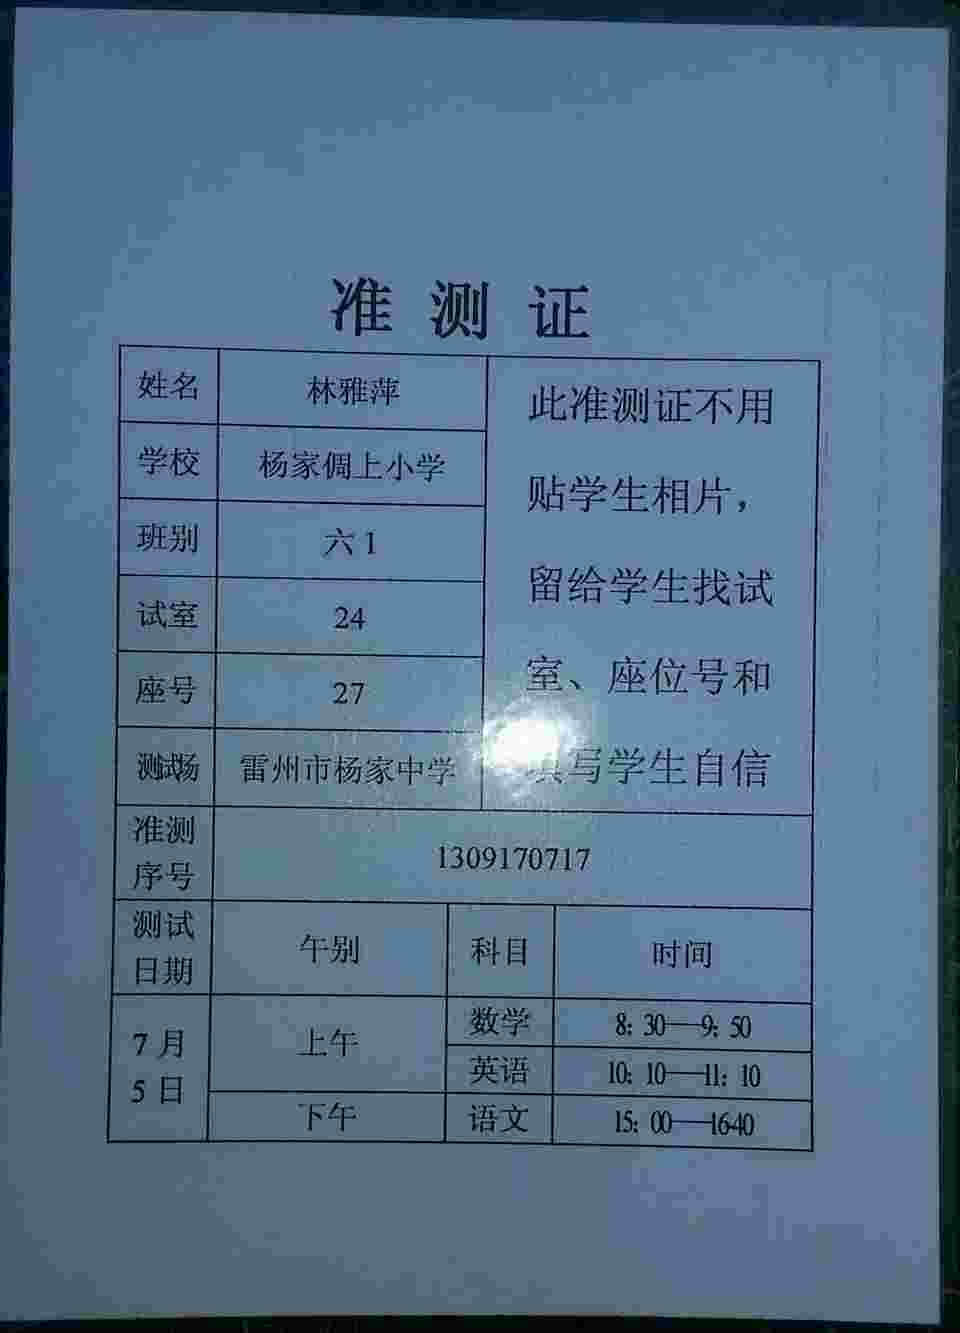 准测证
姓名 林雅萍
学校 杨家倜上小学
班别 六1
试室 24
座号 27
测试场 雷州市杨家中学
此准测证不用
贴学生相片，
留给学生找试
室、座位号和
填写学生自信
准测
序号
1309170717
测试
日期
午别 科目 时间
7月
5日
上午 数学 8: 30——9: 50
英语 10: 10——11: 10
下午 语文 15: 00——1640